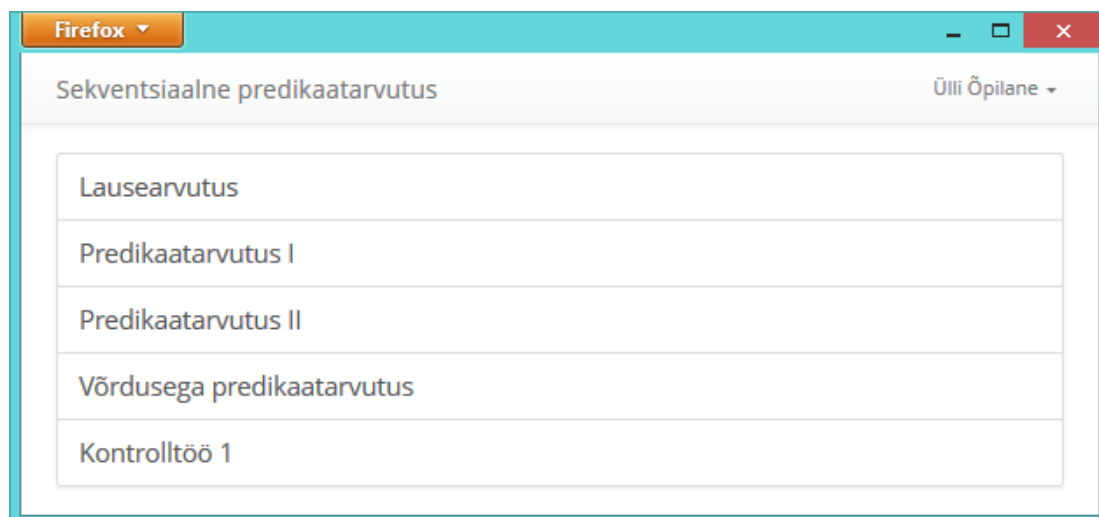 Firefox
Sekventsiaalne predikaatarvutus
Ülli Õpilane
Lausearvutus
Predikaatarvutus I
Predikaatarvutus II
Võrdusega predikaatarvutus
Kontrolltöö 1